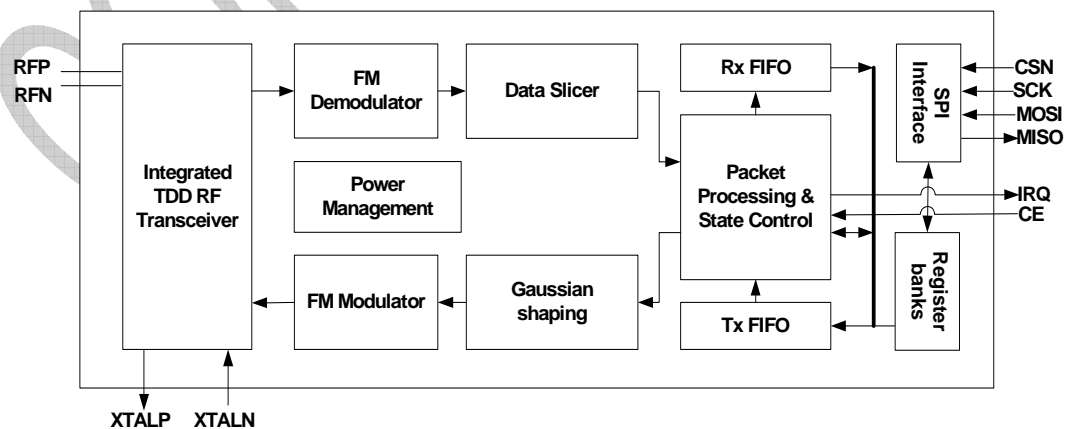 RFP
RFN
Integrated
TDD RF
Transceiver
XTALP
XTALN
FM
Demodulator
Data Slicer
Power
Management
FM Modulator
Gaussian
shaping
Rx FIFO
Packet
Processing &
State Control
Tx FIFO
SPI
Interface
Register
banks
CSN
SCK
MOSI
MISO
IRQ
CE